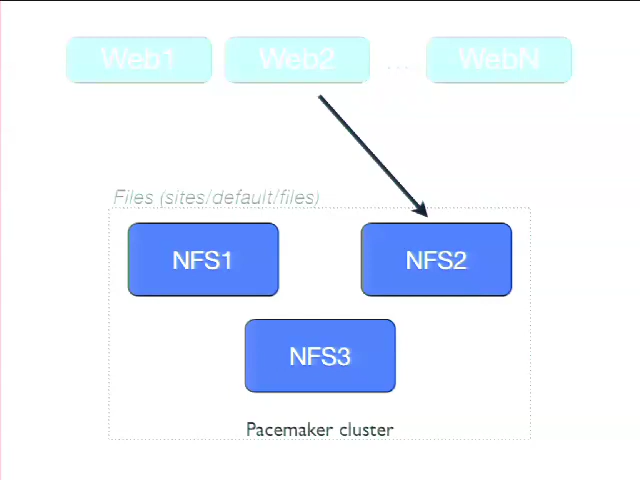 Web1 Web2 ... WebN
Files (sites/default/files)
NFS1 NFS2
NFS3
Pacemaker cluster